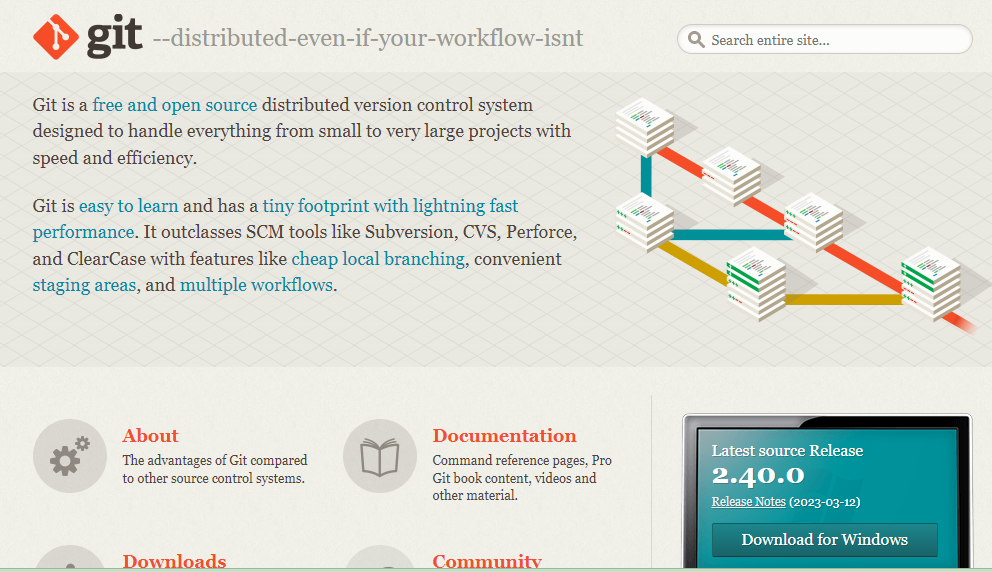 git --distributed-even-if-your-workflow-isnt
Search entire site...
Git is a free and open source distributed version control system
designed to handle everything from small to very large projects with
speed and efficiency.
Git is easy to learn and has a tiny footprint with lightning fast
performance. It outclasses SCM tools like Subversion, CVS, Perforce,
and ClearCase with features like cheap local branching, convenient
staging areas, and multiple workflows.
About
The advantages of Git compared
to other source control systems.
Documentation
Command reference pages, Pro
Git book content, videos and
other material.
Downloads
Community
Latest source Release
2.40.0
Release Notes (2023-03-12)
Download for Windows